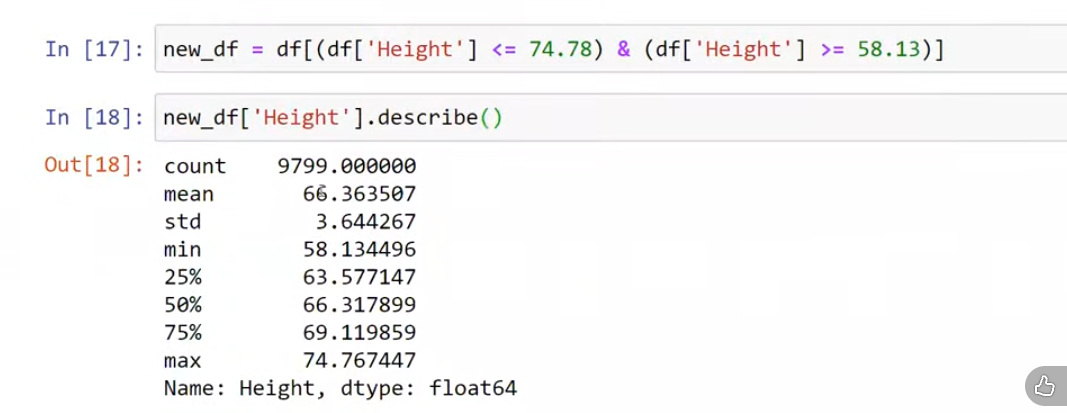 In [17]: new_df = df[(df['Height'] <= 74.78) & (df['Height'] >= 58.13)]
In [18]: new_df['Height'].describe()
Out[18]: count 9799.000000
mean 66.363507
std 3.644267
min 58.134496
25% 63.577147
50% 66.317899
75% 69.119859
max 74.767447
Name: Height, dtype: float64